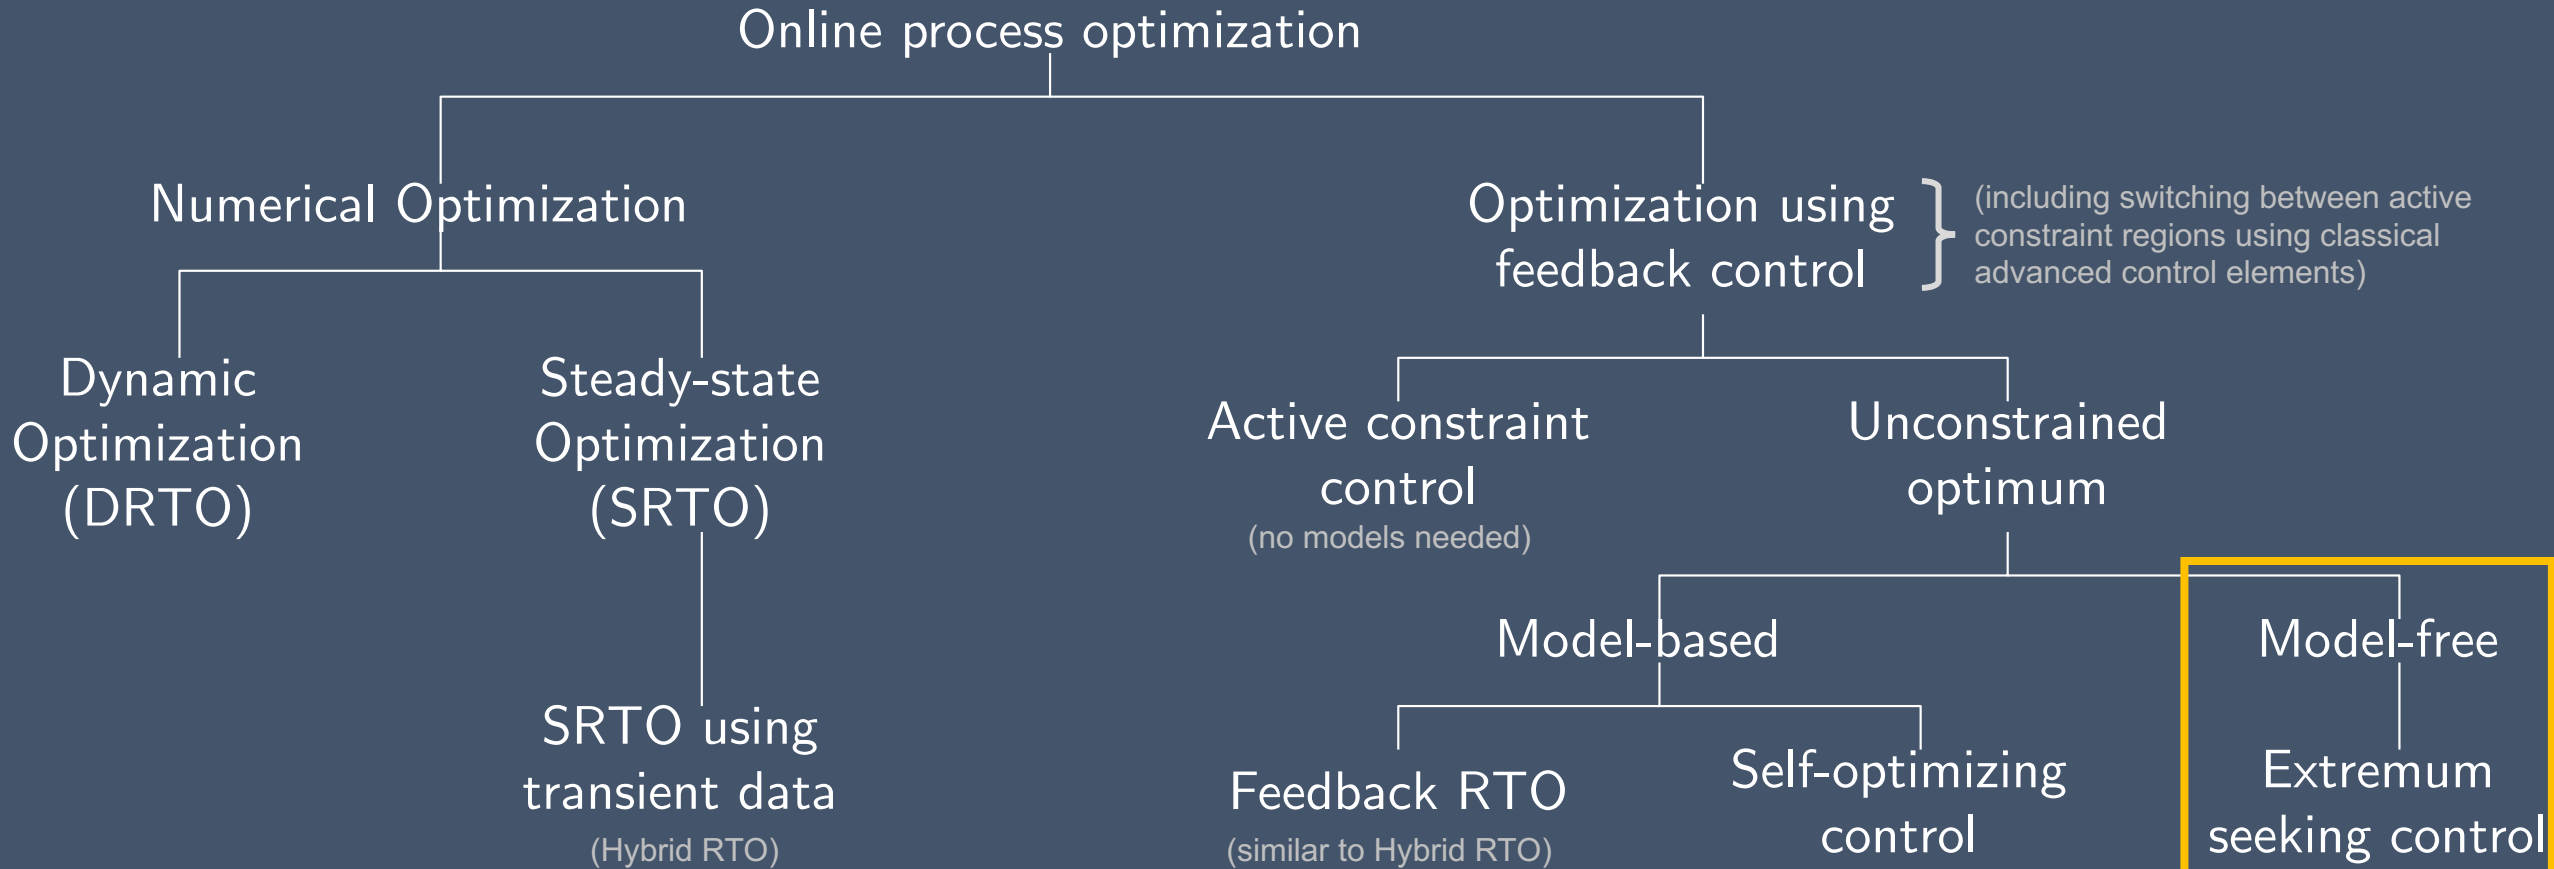 Online process optimization
Numerical Optimization
Optimization using
feedback control
(including switching between active
constraint regions using classical
advanced control elements)
Dynamic
Optimization
(DRTO)
Steady-state
Optimization
(SRTO)
Active constraint
control
(no models needed)
Unconstrained
optimum
Model-based
Model-free
SRTO using
transient data
(Hybrid RTO)
Feedback RTO
(similar to Hybrid RTO)
Self-optimizing
control
Extremum
seeking control